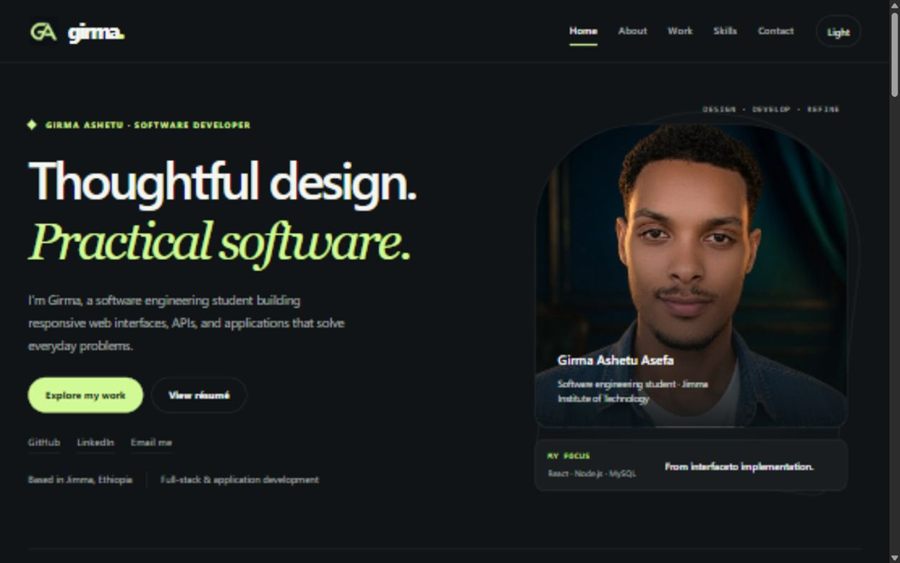 GA girma.
Home About Work Skills Contact Light
DESIGN · DEVELOP · REFINE
GIRMA ASHETU · SOFTWARE DEVELOPER
Thoughtful design.
Practical software.
I'm Girma, a software engineering student building
responsive web interfaces, APIs, and applications that solve
everyday problems.
Explore my work View résumé
GitHub LinkedIn Email me
Based in Jimma, Ethiopia Full-stack & application development
Girma Ashetu Asefa
Software engineering student · Jimma
Institute of Technology
MY FOCUS
React · Node.js · MySQL
From interface to implementation.